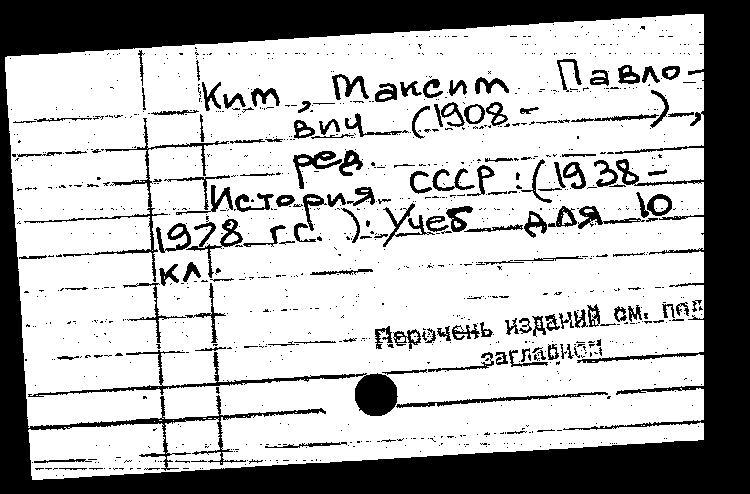 Ким, Максим Павло-
вич (1908-      ),
ред.
История СССР : (1938-
1978 гг. ): Учеб для 10
кл.
Перечень изданий см. под
заглавием